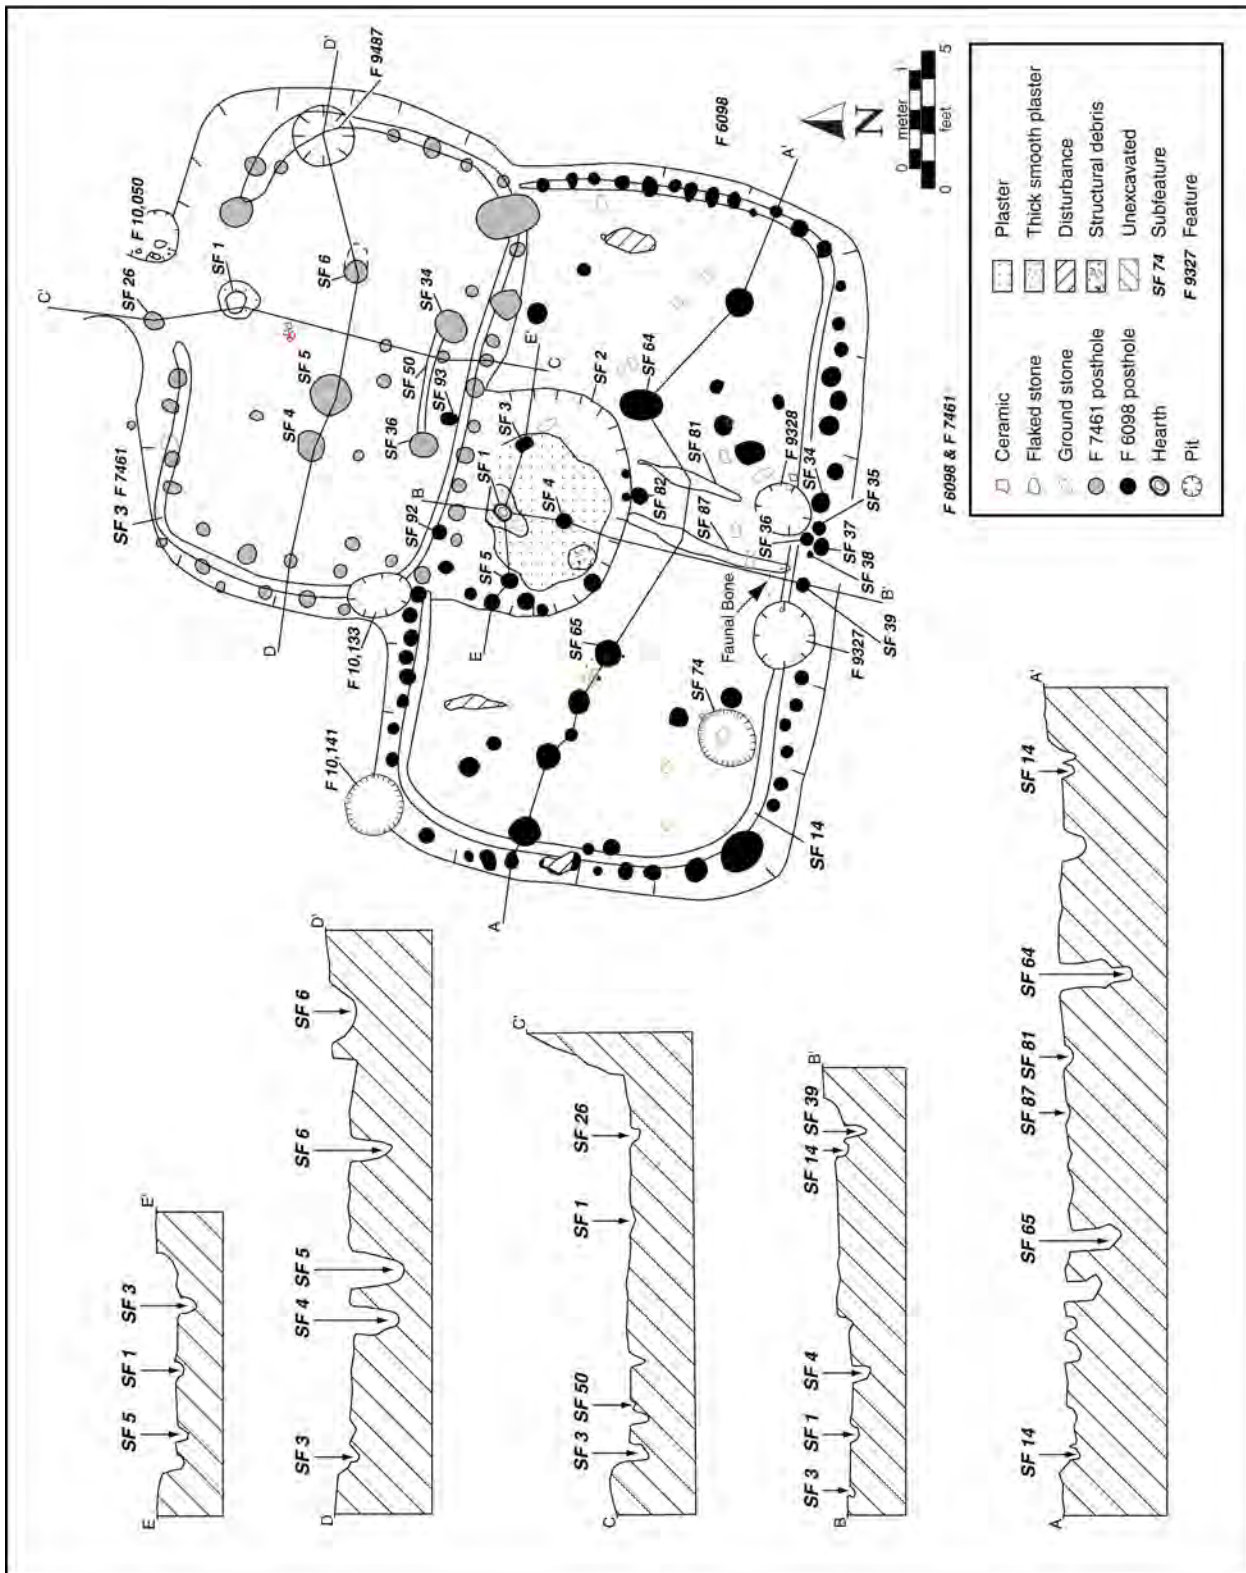 C'
SF 26
F 10,050
D'
F 9487
SF 1
SF 6
SF 3 F 7461
SF 5
SF 4
SF 34
SF 50
SF 93
SF 36
D
F 10,133
SF 92
B
SF 1
SF 3
E'
C
SF 5
SF 4
SF 2
E
F 10,141
F 6098
SF 65
SF 82
SF 64
SF 81
SF 87
A'
A
SF 74
Faunal Bone
SF 36
F 9328
SF 34
SF 35
SF 37
SF 38
B'
SF 39
F 9327
SF 14
N
0 meter 1
0 feet 5
F 6098 & F 7461
Ceramic
Flaked stone
Ground stone
F 7461 posthole
F 6098 posthole
Hearth
Pit
Plaster
Thick smooth plaster
Disturbance
Structural debris
Unexcavated
SF 74 Subfeature
F 9327 Feature
E E'
SF 5 SF 1 SF 3
D D'
SF 3 SF 4 SF 5 SF 6 SF 6
C C'
SF 3 SF 50 SF 1 SF 26
B B'
SF 3 SF 1 SF 4 SF 14 SF 39
A A'
SF 14 SF 65 SF 87 SF 81 SF 64 SF 14